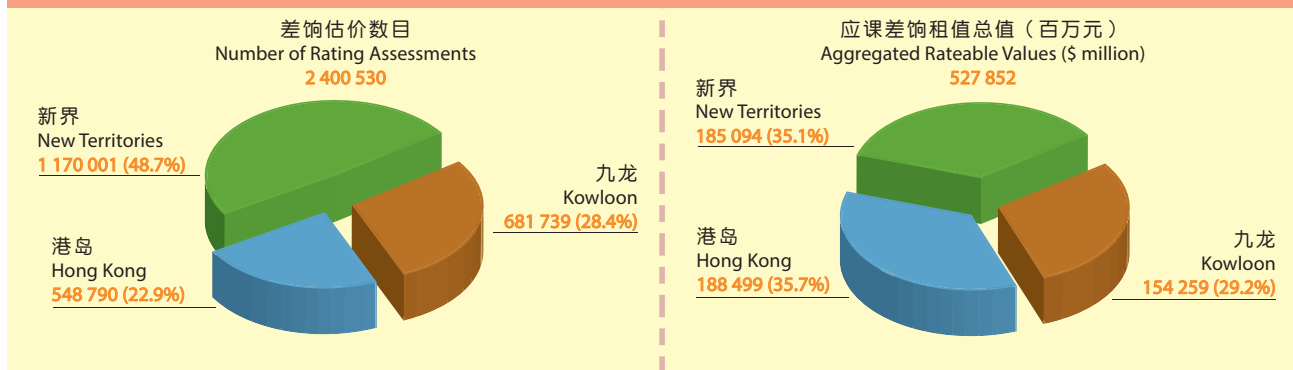 差饷估价数目
Number of Rating Assessments
2 400 530
新界
New Territories
1 170 001 (48.7%)
九龙
Kowloon
681 739 (28.4%)
港岛
Hong Kong
548 790 (22.9%)
应课差饷租值总值（百万元）
Aggregated Rateable Values ($ million)
527 852
新界
New Territories
185 094 (35.1%)
港岛
Hong Kong
188 499 (35.7%)
九龙
Kowloon
154 259 (29.2%)